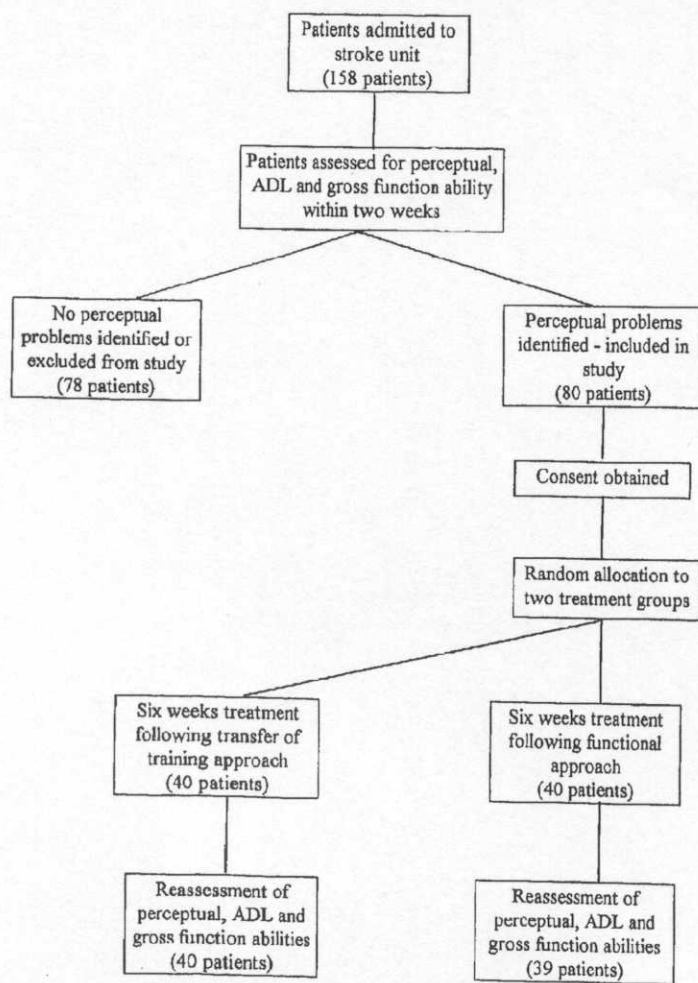 Patients admitted to
stroke unit
(158 patients)
Patients assessed for perceptual,
ADL and gross function ability
within two weeks
No perceptual
problems identified or
excluded from study
(78 patients)
Perceptual problems
identified - included in
study
(80 patients)
Consent obtained
Random allocation to
two treatment groups
Six weeks treatment
following transfer of
training approach
(40 patients)
Six weeks treatment
following functional
approach
(40 patients)
Reassessment of
perceptual, ADL and
gross function abilities
(40 patients)
Reassessment of
perceptual, ADL and
gross function abilities
(39 patients)